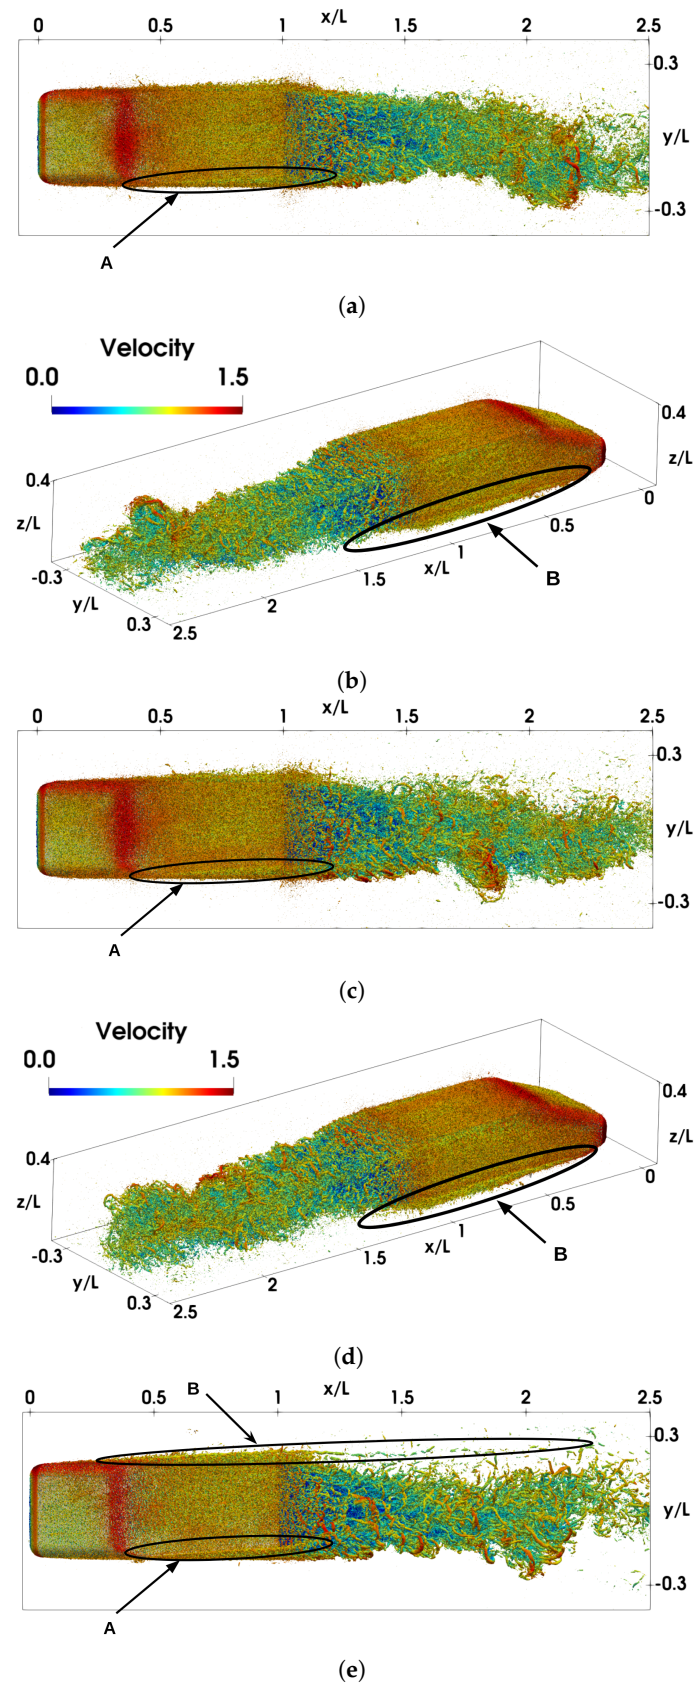 x/L
0 0.5 1 1.5 2 2.5
0.3
y/L
-0.3
A
(a)
Velocity
0.0 1.5
0.4
z/L
0
0.4
z/L
0.5
B
1
x/L
1.5
-0.3
y/L
2
0.3
2.5
(b)
0 0.5 1 1.5 2 2.5
x/L
0.3
y/L
-0.3
A
(c)
Velocity
0.0 1.5
0.4
z/L
0
0.4
z/L
0.5
1
x/L
B
1.5
-0.3
y/L
2
0.3
2.5
(d)
B
0 0.5 1 x/L 1.5 2 2.5
0.3
y/L
-0.3
A
(e)